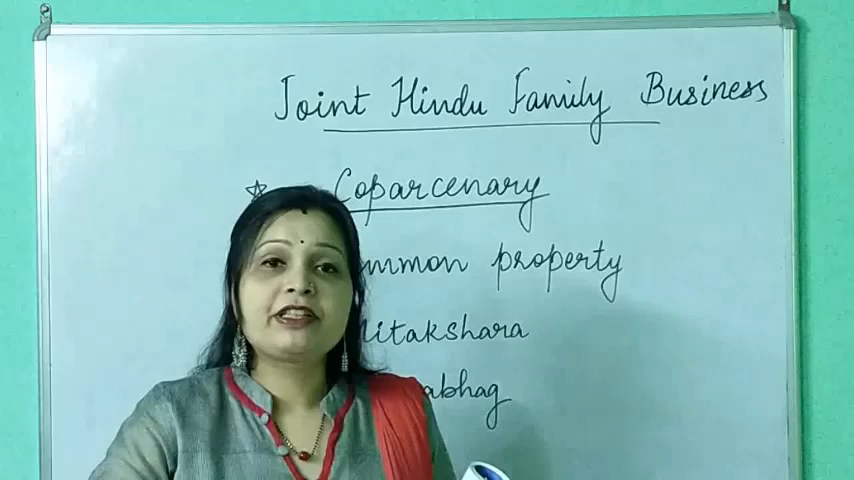 Joint Hindu Family Business
☆ Coparcenary
mmon property
itakshara
abhag